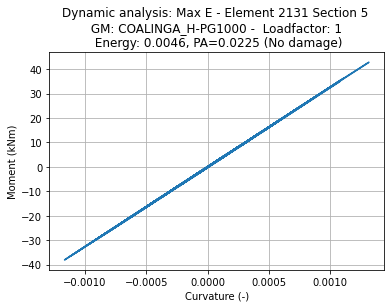 Dynamic analysis: Max E - Element 2131 Section 5
GM: COALINGA_H-PG1000 - Loadfactor: 1
Energy: 0.0046, PA=0.0225 (No damage)
40
30
20
10
0
−10
−20
−30
−40
Moment (kNm)
−0.0010 −0.0005 0.0000 0.0005 0.0010
Curvature (-)